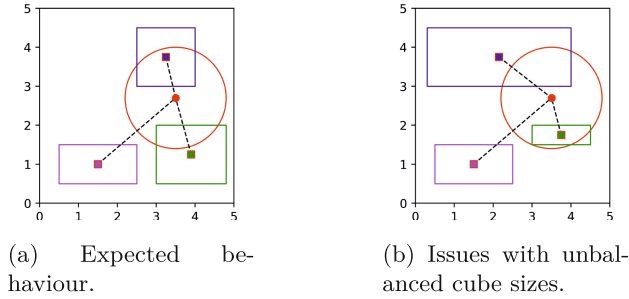 5
4
3
2
1
0
0 1 2 3 4 5
5
4
3
2
1
0
0 1 2 3 4 5
(a) Expected be-
haviour.
(b) Issues with unbal-
anced cube sizes.